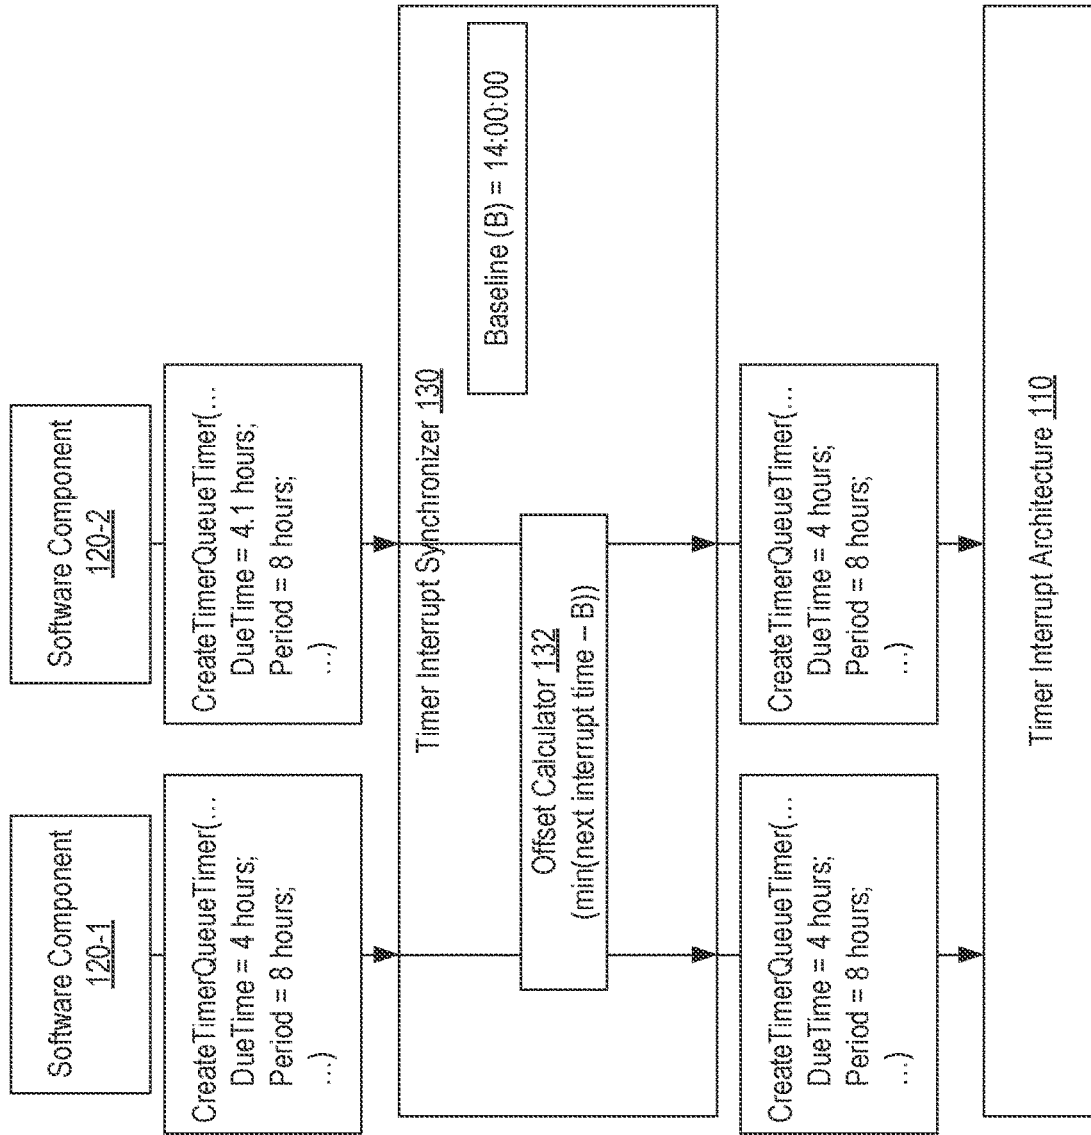 Software Component
120-1
Software Component
120-2
CreateTimerQueueTimer(...
DueTime = 4 hours;
Period = 8 hours;
...)
CreateTimerQueueTimer(...
DueTime = 4.1 hours;
Period = 8 hours;
...)
Timer Interrupt Synchronizer 130
Baseline (B) = 14:00:00
Offset Calculator 132
(min(next interrupt time – B))
CreateTimerQueueTimer(...
DueTime = 4 hours;
Period = 8 hours;
...)
CreateTimerQueueTimer(...
DueTime = 4 hours;
Period = 8 hours;
...)
Timer Interrupt Architecture 110